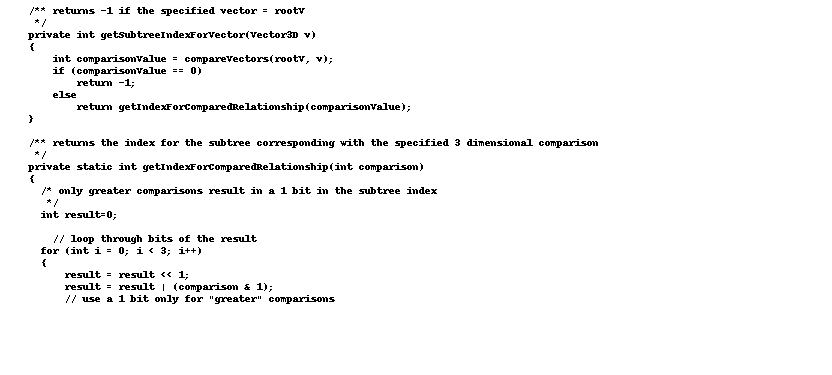 /** returns -1 if the specified vector = rootV
 */
private int getSubtreeIndexForVector(Vector3D v)
{
    int comparisonValue = compareVectors(rootV, v);
    if (comparisonValue == 0)
        return -1;
    else
        return getIndexForComparedRelationship(comparisonValue);
}

/** returns the index for the subtree corresponding with the specified 3 dimensional comparison
 */
private static int getIndexForComparedRelationship(int comparison)
{
  /* only greater comparisons result in a 1 bit in the subtree index
   */
  int result=0;

    // loop through bits of the result
  for (int i = 0; i < 3; i++)
  {
      result = result << 1;
      result = result | (comparison & 1);
      // use a 1 bit only for "greater" comparisons